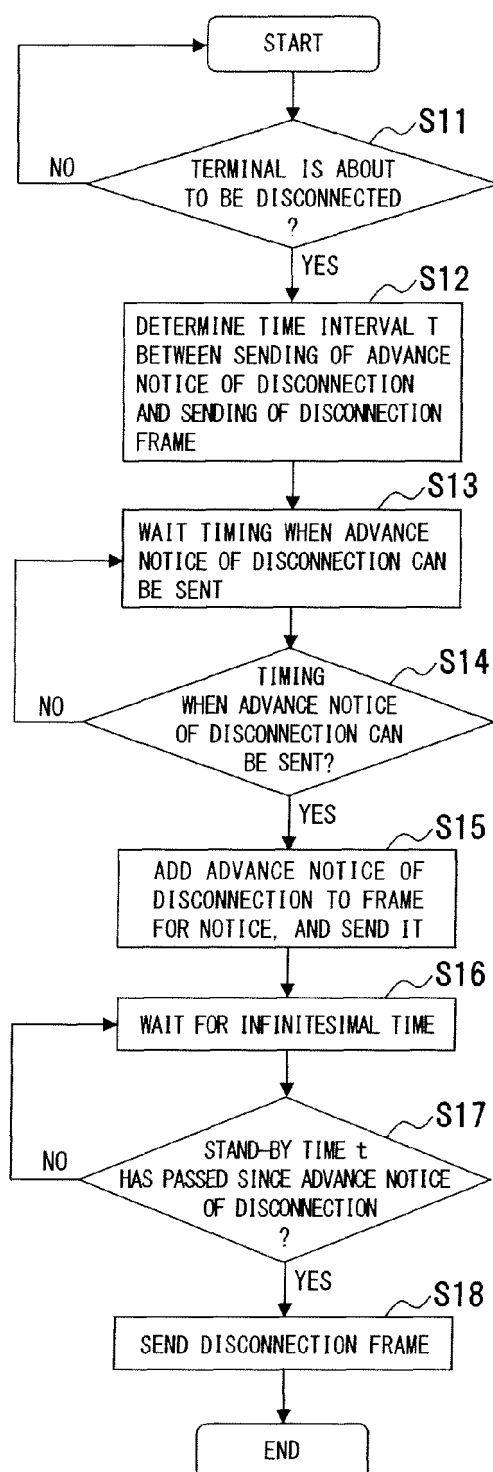 START
S11
TERMINAL IS ABOUT
TO BE DISCONNECTED
?
NO
YES
S12
DETERMINE TIME INTERVAL T
BETWEEN SENDING OF ADVANCE
NOTICE OF DISCONNECTION
AND SENDING OF DISCONNECTION
FRAME
S13
WAIT TIMING WHEN ADVANCE
NOTICE OF DISCONNECTION CAN
BE SENT
S14
TIMING
WHEN ADVANCE NOTICE
OF DISCONNECTION CAN
BE SENT?
NO
YES
S15
ADD ADVANCE NOTICE OF
DISCONNECTION TO FRAME
FOR NOTICE, AND SEND IT
S16
WAIT FOR INFINITESIMAL TIME
S17
STAND-BY TIME t
HAS PASSED SINCE ADVANCE NOTICE
OF DISCONNECTION
?
NO
YES
S18
SEND DISCONNECTION FRAME
END